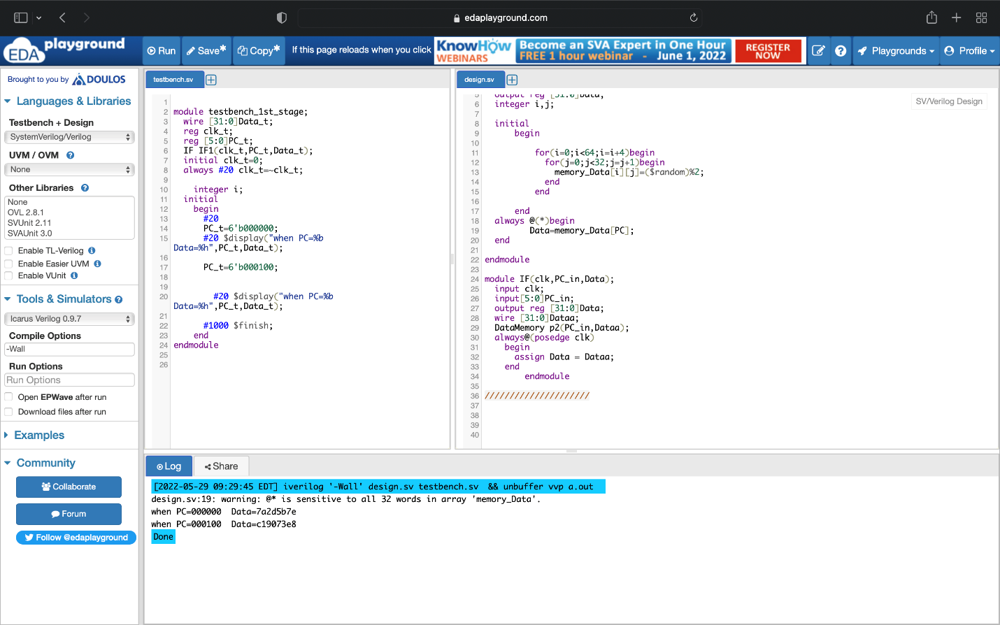 edaplayground.com
EDA playground
Run
Save*
Copy*
If this page reloads when you click
KnowHow WEBINARS
Become an SVA Expert in One Hour
FREE 1 hour webinar - June 1, 2022
REGISTER NOW
Playgrounds
Profile
Brought to you by DOULOS
Languages & Libraries
Testbench + Design
SystemVerilog/Verilog
UVM / OVM
None
Other Libraries
None
OVL 2.8.1
SVUnit 2.11
SVAUnit 3.0
Enable TL-Verilog
Enable Easier UVM
Enable VUnit
Tools & Simulators
Icarus Verilog 0.9.7
Compile Options
-Wall
Run Options
Run Options
Open EPWave after run
Download files after run
Examples
Community
Collaborate
Forum
Follow @edaplayground
testbench.sv
1
2 module testbench_1st_stage;
3 wire [31:0]Data_t;
4 reg clk_t;
5 reg [5:0]PC_t;
6 IF IF1(clk_t,PC_t,Data_t);
7 initial clk_t=0;
8 always #20 clk_t=~clk_t;
9
10 integer i;
11 initial
12 begin
13 #20
14 PC_t=6'b000000;
15 #20 $display("when PC=%b
Data=%h",PC_t,Data_t);
16
17 PC_t=6'b000100;
18
19
20 #20 $display("when PC=%b
Data=%h",PC_t,Data_t);
21
22 #1000 $finish;
23 end
24 endmodule
25
26
design.sv
SV/Verilog Design
5 output reg [31:0]Data;
6 integer i,j;
7
8 initial
9 begin
10
11 for(i=0;i<64;i=i+4)begin
12 for(j=0;j<32;j=j+1)begin
13 memory_Data[i][j]=($random)%2;
14 end
15 end
16
17 end
18 always @(*)begin
19 Data=memory_Data[PC];
20 end
21
22 endmodule
23
24 module IF(clk,PC_in,Data);
25 input clk;
26 input[5:0]PC_in;
27 output reg [31:0]Data;
28 wire [31:0]Dataa;
29 DataMemory p2(PC_in,Dataa);
30 always@(posedge clk)
31 begin
32 assign Data = Dataa;
33 end
34 endmodule
35
36 /////////////////////
37
38
39
40
Log
Share
[2022-05-29 09:29:45 EDT] iverilog '-Wall' design.sv testbench.sv && unbuffer vvp a.out
design.sv:19: warning: @* is sensitive to all 32 words in array 'memory_Data'.
when PC=000000 Data=7a2d5b7e
when PC=000100 Data=c19073e8
Done